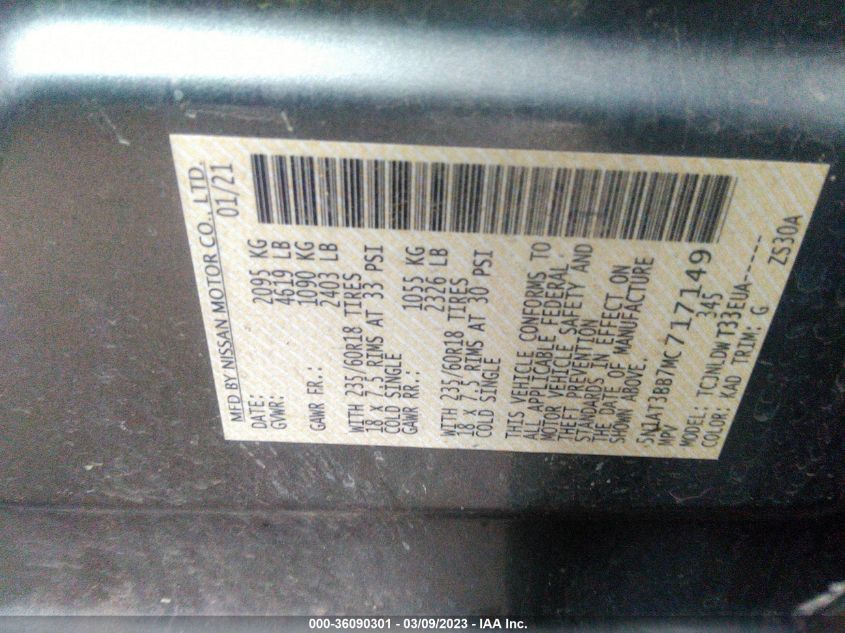 MFD BY NISSAN MOTOR CO., LTD.
DATE: 01/21
GVWR: 2095 KG
4619 LB
GAWR FR.: 1090 KG
2403 LB
WITH 235/60R18 TIRES
18 X 7.5 RIMS AT 33 PSI
COLD SINGLE
GAWR RR.: 1055 KG
2326 LB
WITH 235/60R18 TIRES
18 X 7.5 RIMS AT 30 PSI
COLD SINGLE
THIS VEHICLE CONFORMS TO
ALL APPLICABLE FEDERAL
MOTOR VEHICLE SAFETY AND
THEFT PREVENTION
STANDARDS IN EFFECT ON
THE DATE OF MANUFACTURE
SHOWN ABOVE.
5N1AT3BB7MC717149
MPV 345
MODEL: TCJNLDWT33EUA-----
COLOR: KAD TRIM: G ZS30A
000-36090301 - 03/09/2023 - IAA Inc.